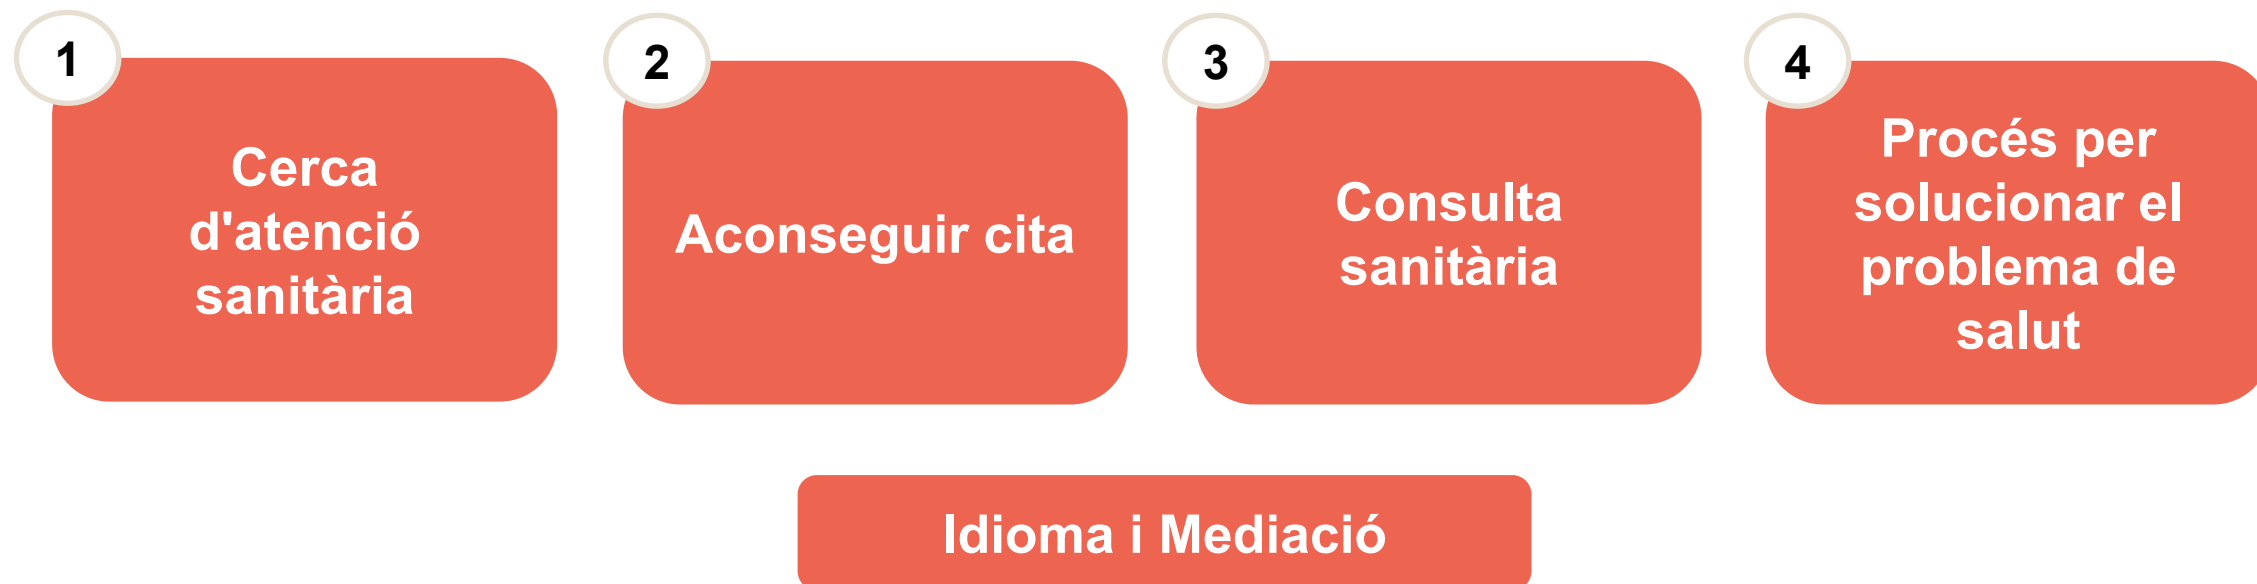 1
Cerca
d'atenció
sanitària
2
Aconseguir cita
3
Consulta
sanitària
4
Procés per
solucionar el
problema de
salut
Idioma i Mediació